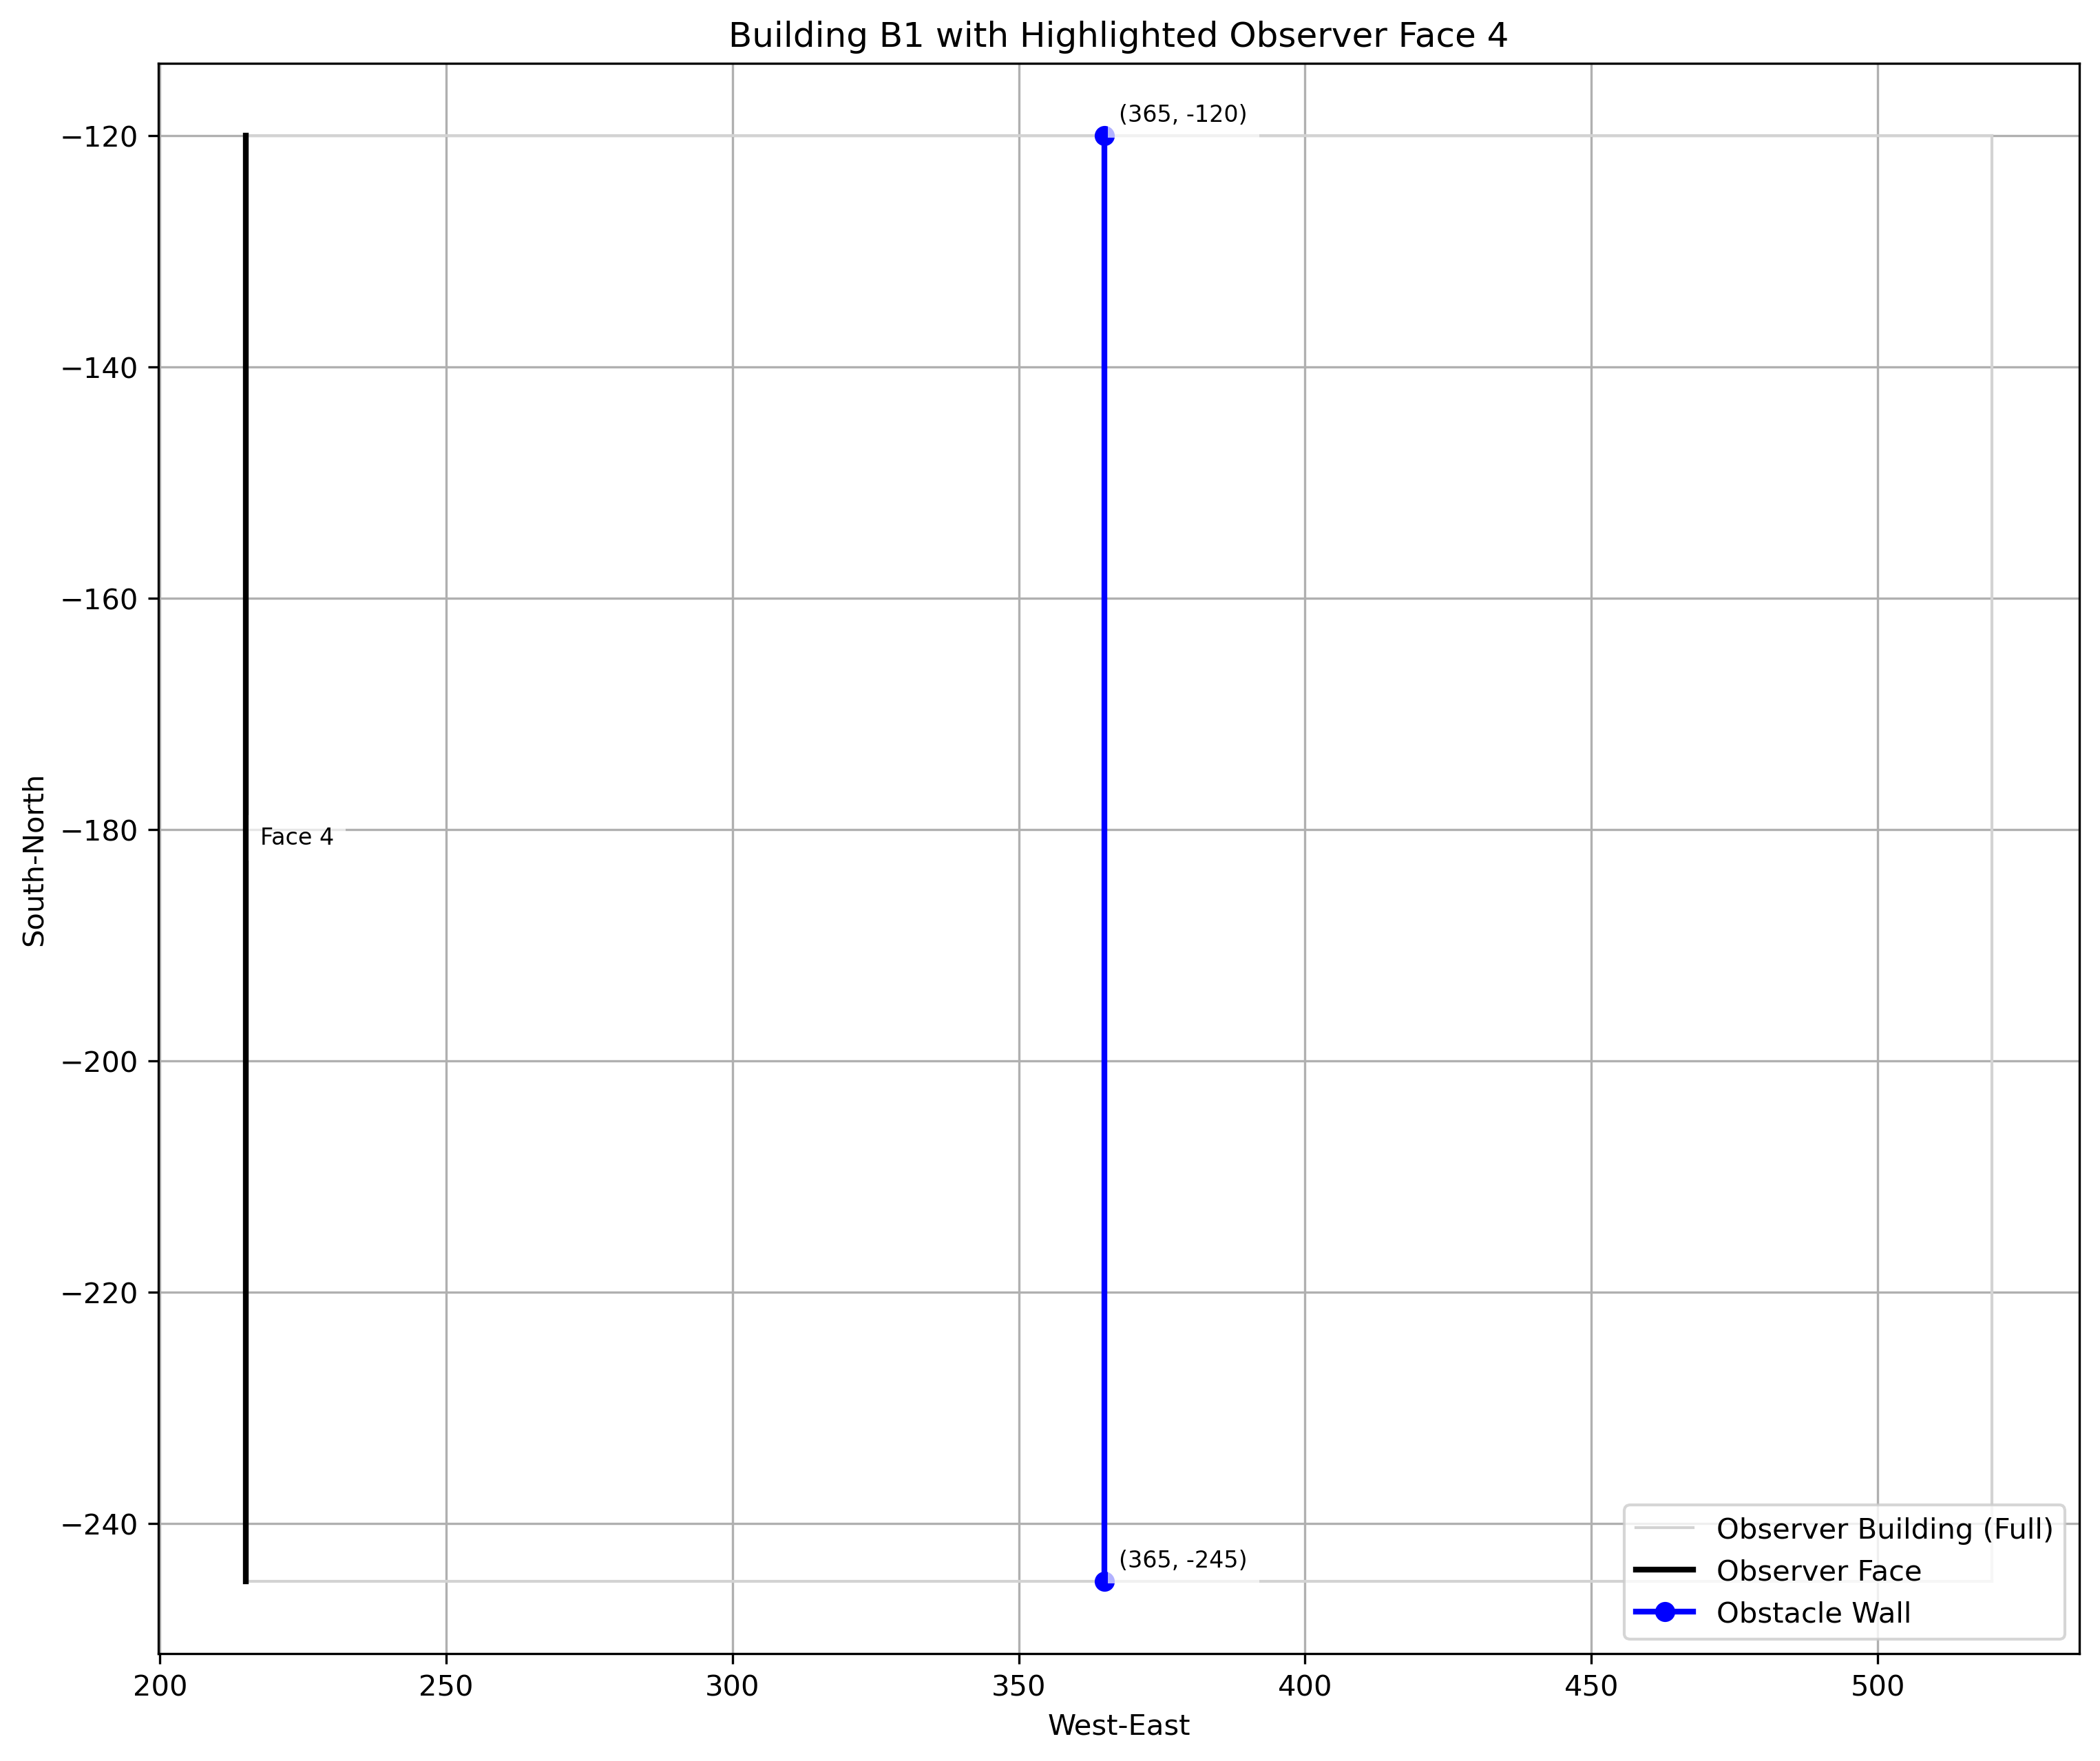 Building B1 with Highlighted Observer Face 4
(365, -120)
−120
−140
−160
−180
Face 4
−200
−220
−240
(365, -245)
South-North
Observer Building (Full)
Observer Face
Obstacle Wall
200 250 300 350 400 450 500
West-East